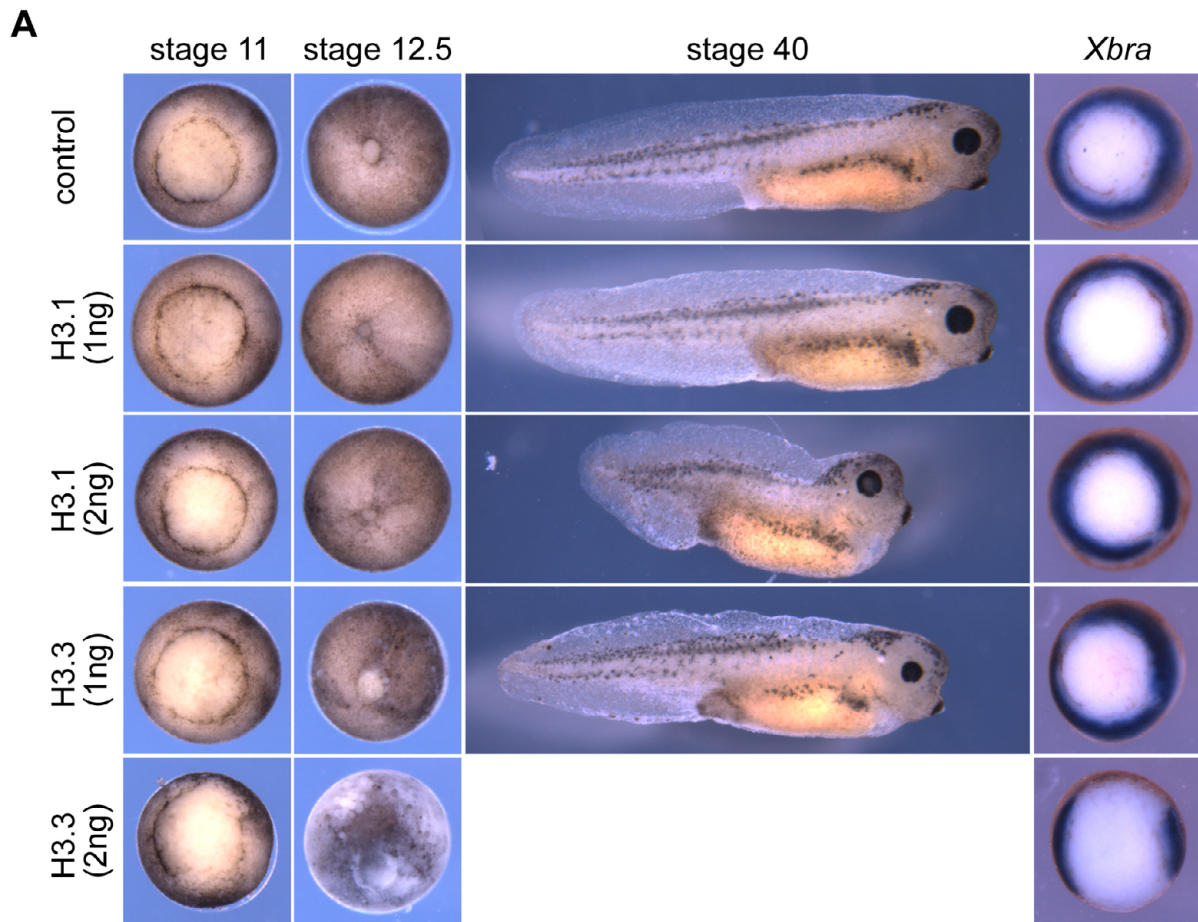 A
stage 11 stage 12.5 stage 40 Xbra
control
H3.1
(1ng)
H3.1
(2ng)
H3.3
(1ng)
H3.3
(2ng)